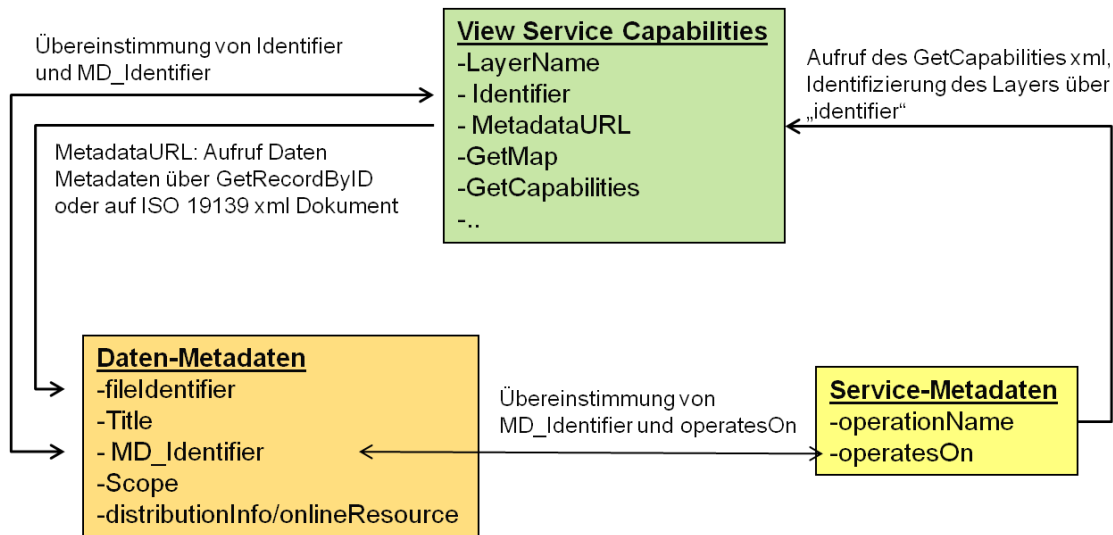 Übereinstimmung von Identifier
und MD_Identifier
View Service Capabilities
-LayerName
- Identifier
- MetadataURL
-GetMap
-GetCapabilities
-..
Aufruf des GetCapabilities xml,
Identifizierung des Layers über
„identifier“
MetadataURL: Aufruf Daten
Metadaten über GetRecordByID
oder auf ISO 19139 xml Dokument
Daten-Metadaten
-fileIdentifier
-Title
- MD_Identifier
-Scope
-distributionInfo/onlineResource
Übereinstimmung von
MD_Identifier und operatesOn
Service-Metadaten
-operationName
-operatesOn